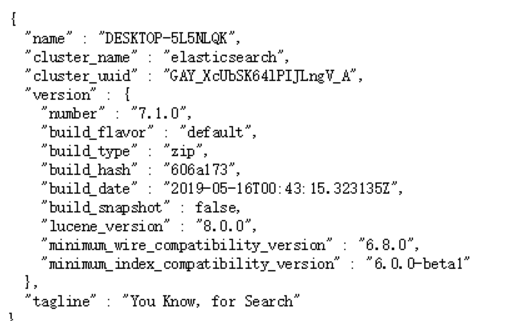 {
"name" : "DESKTOP-5L5NLQK",
"cluster_name" : "elasticsearch",
"cluster_uuid" : "GAY_XcUbSK641PIJLngV_A",
"version" : {
"number" : "7.1.0",
"build_flavor" : "default",
"build_type" : "zip",
"build_hash" : "606a173",
"build_date" : "2019-05-16T00:43:15.323135Z",
"build_snapshot" : false,
"lucene_version" : "8.0.0",
"minimum_wire_compatibility_version" : "6.8.0",
"minimum_index_compatibility_version" : "6.0.0-beta1"
},
"tagline" : "You Know, for Search"
}